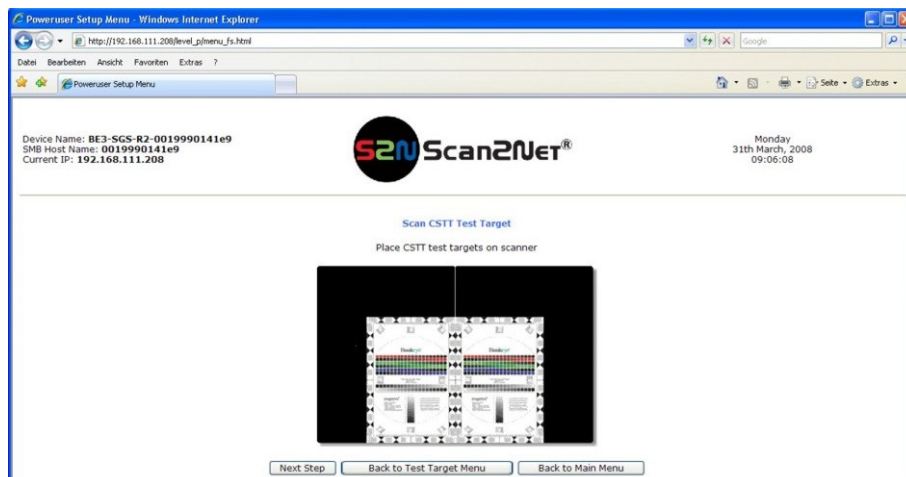 Poweruser Setup Menu - Windows Internet Explorer
http://192.168.111.208/level_p/menu_fs.html
Google
Datei Bearbeiten Ansicht Favoriten Extras ?
Poweruser Setup Menu
Seite
Extras
Device Name: BE3-SGS-R2-0019990141e9
SMB Host Name: 0019990141e9
Current IP: 192.168.111.208
S2N Scan2Net®
Monday
31th March, 2008
09:06:08
Scan CSTT Test Target
Place CSTT test targets on scanner
Next Step
Back to Test Target Menu
Back to Main Menu